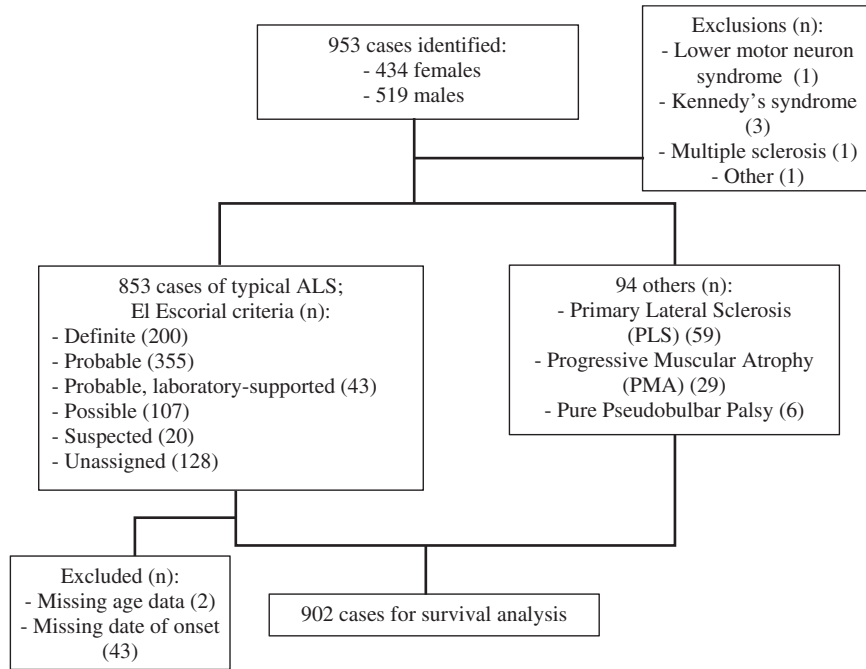 953 cases identified:
- 434 females
- 519 males
Exclusions (n):
- Lower motor neuron
syndrome (1)
- Kennedy’s syndrome
(3)
- Multiple sclerosis (1)
- Other (1)
853 cases of typical ALS;
El Escorial criteria (n):
- Definite (200)
- Probable (355)
- Probable, laboratory-supported (43)
- Possible (107)
- Suspected (20)
- Unassigned (128)
94 others (n):
- Primary Lateral Sclerosis
(PLS) (59)
- Progressive Muscular Atrophy
(PMA) (29)
- Pure Pseudobulbar Palsy (6)
Excluded (n):
- Missing age data (2)
- Missing date of onset
(43)
902 cases for survival analysis